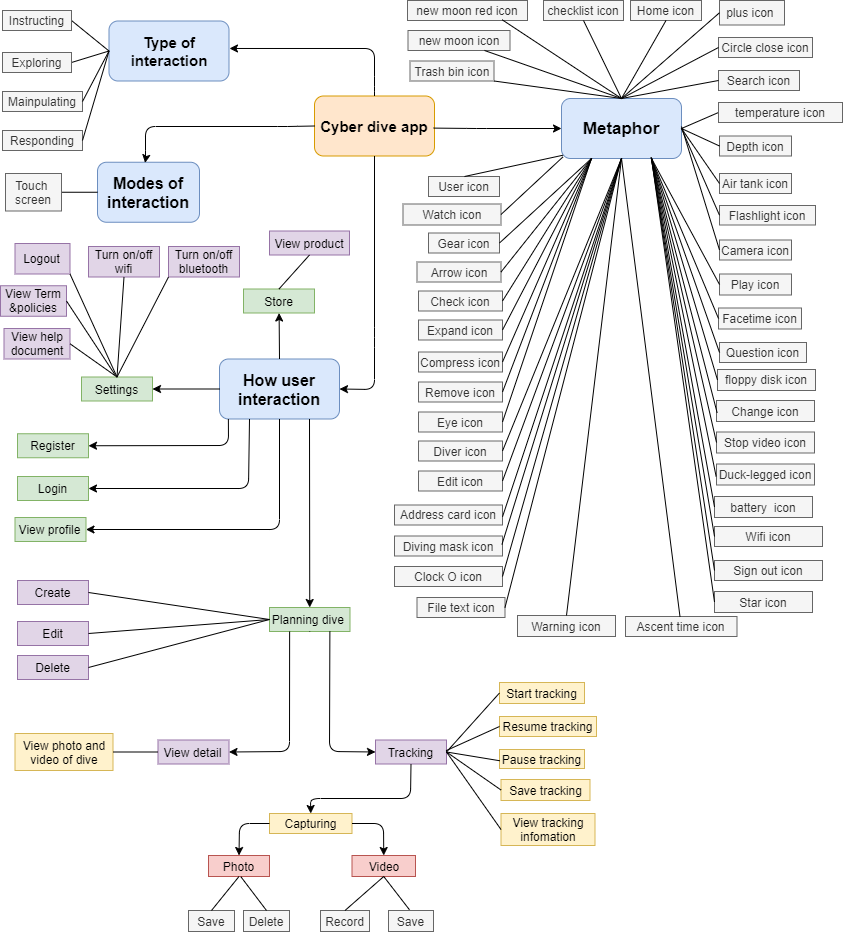 Instructing
Exploring
Mainpulating
Responding
Type of
interaction
Touch
screen
Modes of
interaction
Cyber dive app
new moon red icon
checklist icon
Home icon
plus icon
new moon icon
Circle close icon
Trash bin icon
Search icon
Metaphor
temperature icon
Depth icon
Air tank icon
Flashlight icon
Camera icon
Play icon
Facetime icon
Question icon
floppy disk icon
Change icon
Stop video icon
Duck-legged icon
battery icon
Wifi icon
Sign out icon
Star icon
User icon
Watch icon
Gear icon
Arrow icon
Check icon
Expand icon
Compress icon
Remove icon
Eye icon
Diver icon
Edit icon
Address card icon
Diving mask icon
Clock O icon
File text icon
Warning icon
Ascent time icon
Logout
Turn on/off
wifi
Turn on/off
bluetooth
View product
View Term
&policies
View help
document
Store
Settings
How user
interaction
Register
Login
View profile
Create
Edit
Delete
Planning dive
View photo and
video of dive
View detail
Tracking
Start tracking
Resume tracking
Pause tracking
Save tracking
View tracking
infomation
Capturing
Photo
Video
Save
Delete
Record
Save